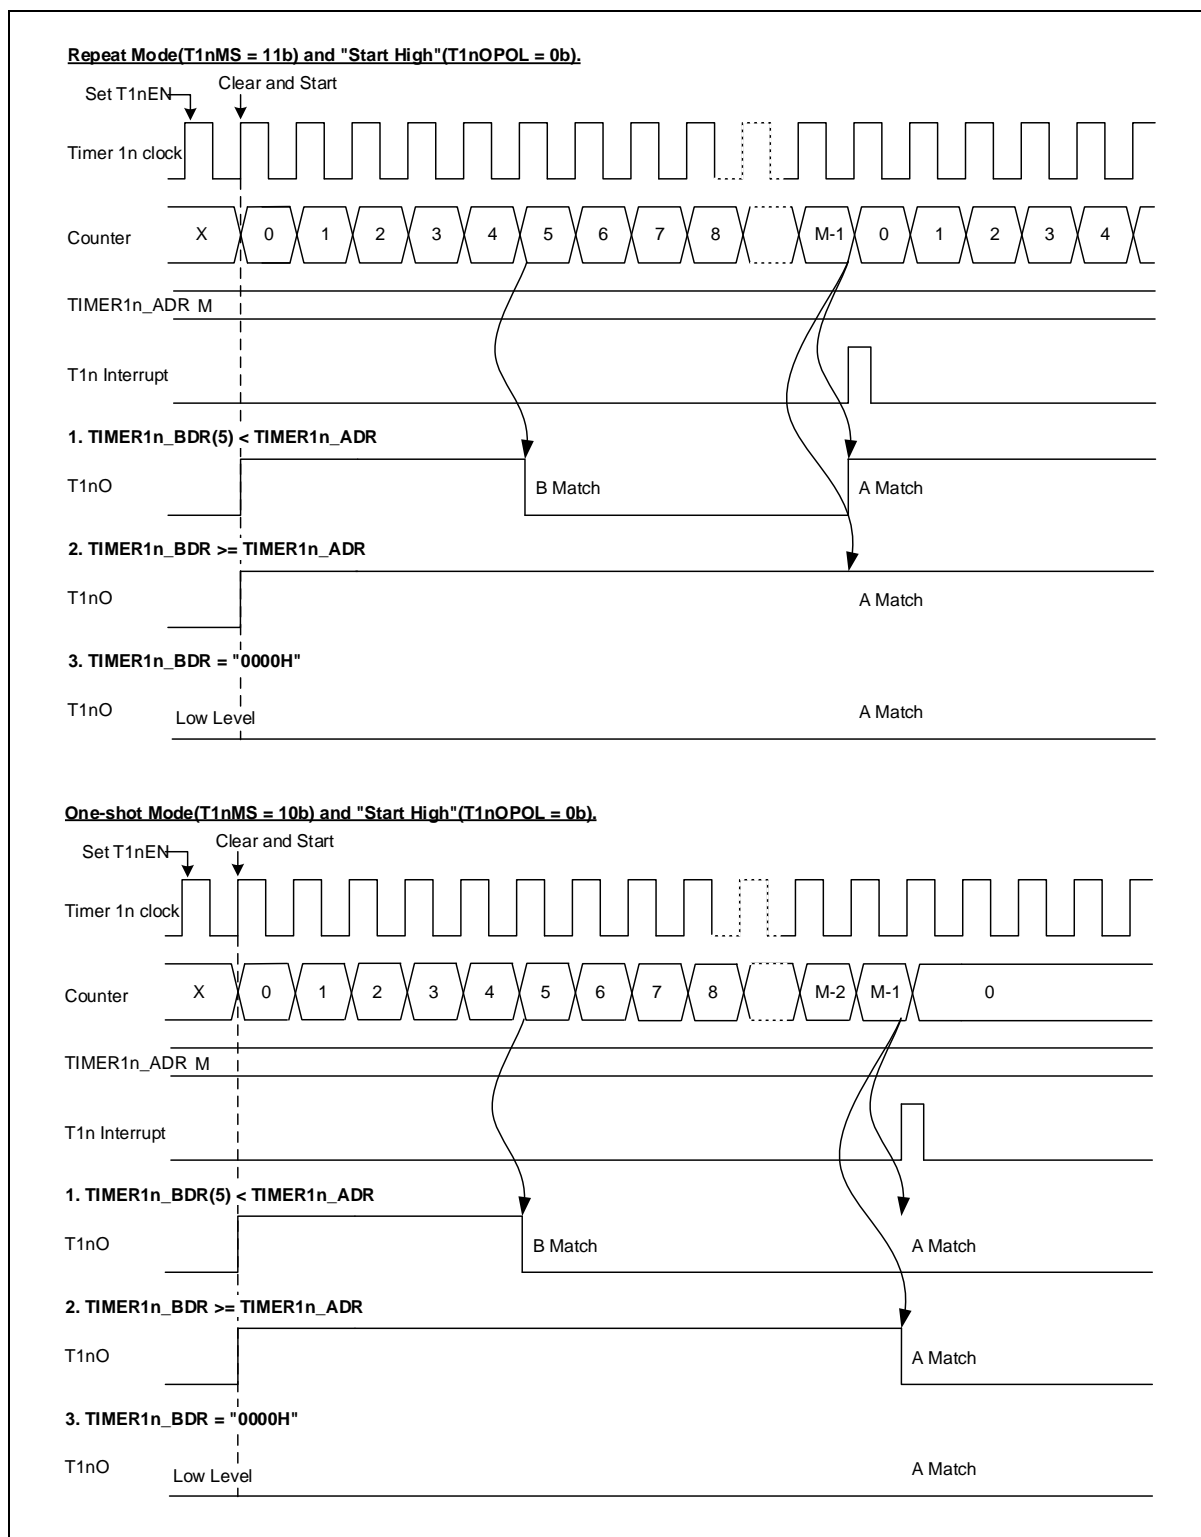 Repeat Mode(T1nMS = 11b) and "Start High"(T1nOPOL = 0b).
Set T1nEN Clear and Start
Timer 1n clock
Counter X 0 1 2 3 4 5 6 7 8 M-1 0 1 2 3 4
TIMER1n_ADR M
T1n Interrupt
1. TIMER1n_BDR(5) < TIMER1n_ADR
T1nO B Match A Match
2. TIMER1n_BDR >= TIMER1n_ADR
T1nO A Match
3. TIMER1n_BDR = "0000H"
T1nO Low Level A Match
One-shot Mode(T1nMS = 10b) and "Start High"(T1nOPOL = 0b).
Set T1nEN Clear and Start
Timer 1n clock
Counter X 0 1 2 3 4 5 6 7 8 M-2 M-1 0
TIMER1n_ADR M
T1n Interrupt
1. TIMER1n_BDR(5) < TIMER1n_ADR
T1nO B Match A Match
2. TIMER1n_BDR >= TIMER1n_ADR
T1nO A Match
3. TIMER1n_BDR = "0000H"
T1nO Low Level A Match